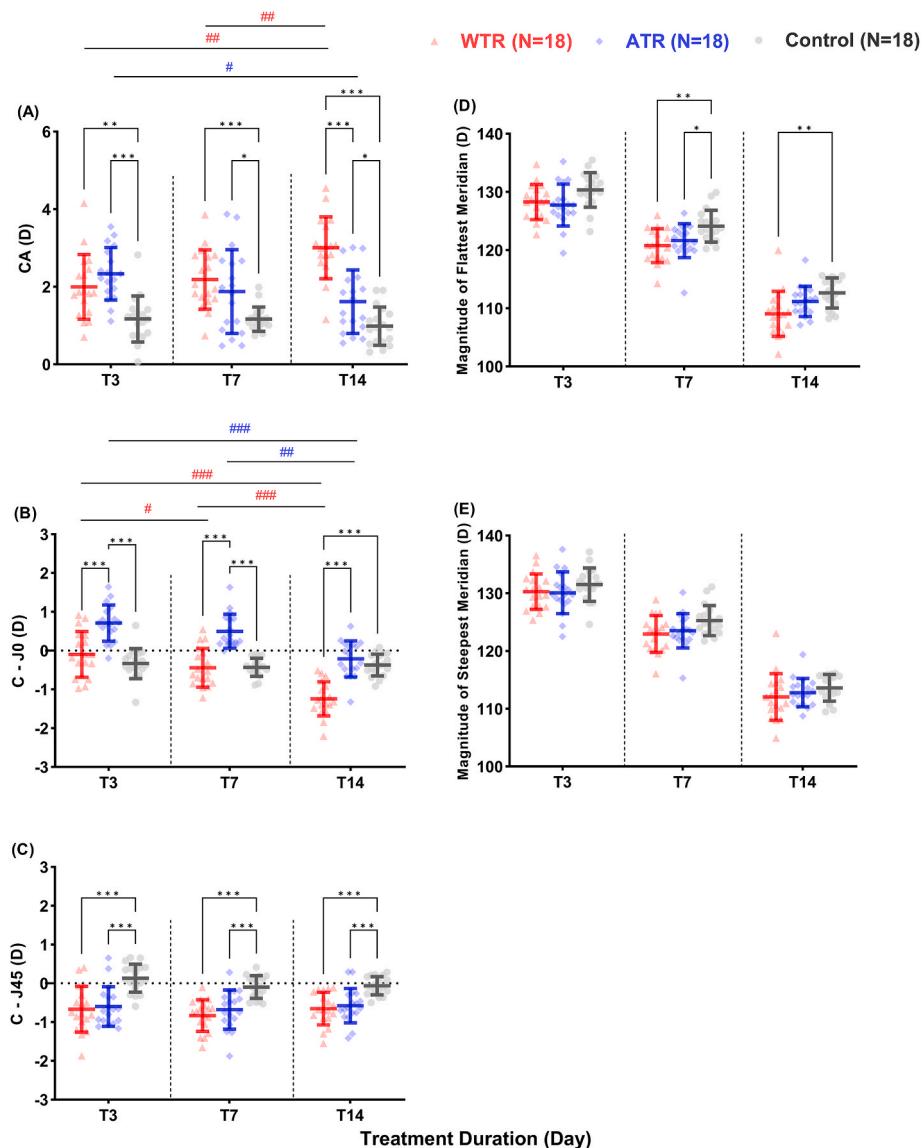 WTR (N=18) ATR (N=18) Control (N=18)
##
##
#
(A)
CA (D)
6
4
2
0
** *** *** * *** *** *
T3 T7 T14
(D)
Magnitude of Flattest Meridian (D)
140
130
120
110
100
** * **
T3 T7 T14
###
##
###
###
#
(B)
C - J0 (D)
3
2
1
0
-1
-2
-3
*** *** *** *** *** ***
T3 T7 T14
(E)
Magnitude of Steepest Meridian (D)
140
130
120
110
100
T3 T7 T14
(C)
C - J45 (D)
3
2
1
0
-1
-2
-3
*** *** *** *** *** ***
T3 T7 T14
Treatment Duration (Day)